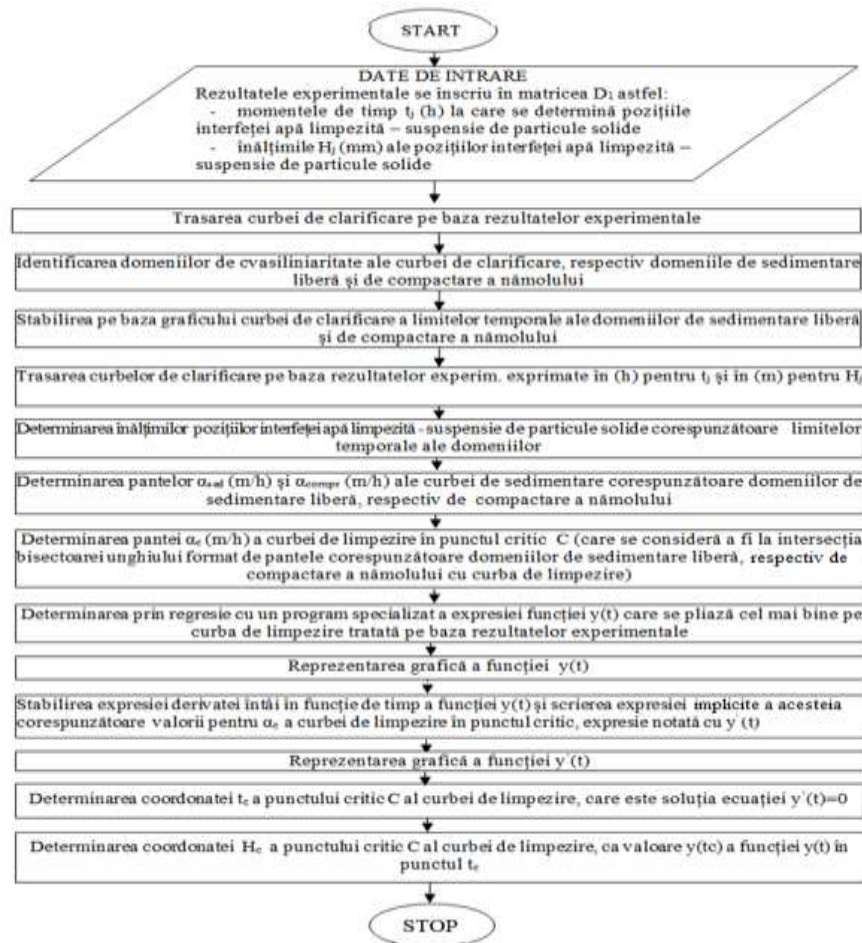 START
DATE DE INTRARE
Rezultatele experimentale se înscriu în matricea D₁ astfel:
- momentele de timp tⱼ (h) la care se determină pozițiile
interfeței apă limpezită – suspensie de particule solide
- înălțimile Hⱼ (mm) ale pozițiilor interfeței apă limpezită –
suspensie de particule solide
Trasarea curbei de clarificare pe baza rezultatelor experimentale
Identificarea domeniilor de cvasiliniaritate ale curbei de clarificare, respectiv domeniile de sedimentare
liberă și de compactare a nămolului
Stabilirea pe baza graficului curbei de clarificare a limitelor temporale ale domeniilor de sedimentare liberă
și de compactare a nămolului
Trasarea curbelor de clarificare pe baza rezultatelor experim. exprimate în (h) pentru tⱼ și în (m) pentru Hⱼ
Determinarea înălțimilor pozițiilor interfeței apă limpezită - suspensie de particule solide corespunzătoare limitelor
temporale ale domeniilor
Determinarea pantelor αsed (m/h) și αcompr (m/h) ale curbei de sedimentare corespunzătoare domeniilor de
sedimentare liberă, respectiv de compactare a nămolului
Determinarea pantei αc (m/h) a curbei de limpezire în punctul critic C (care se consideră a fi la intersecția
bisectoarei unghiului format de pantele corespunzătoare domeniilor de sedimentare liberă, respectiv de
compactare a nămolului cu curba de limpezire)
Determinarea prin regresie cu un program specializat a expresiei funcției y(t) care se pliază cel mai bine pe
curba de limpezire tratată pe baza rezultatelor experimentale
Reprezentarea grafică a funcției y(t)
Stabilirea expresiei derivatei întâi în funcție de timp a funcției y(t) și scrierea expresiei implicite a acesteia
corespunzătoare valorii pentru αc a curbei de limpezire în punctul critic, expresie notată cu y'(t)
Reprezentarea grafică a funcției y'(t)
Determinarea coordonatei tc a punctului critic C al curbei de limpezire, care este soluția ecuației y'(t)=0
Determinarea coordonatei Hc a punctului critic C al curbei de limpezire, ca valoare y(tc) a funcției y(t) în
punctul tc
STOP